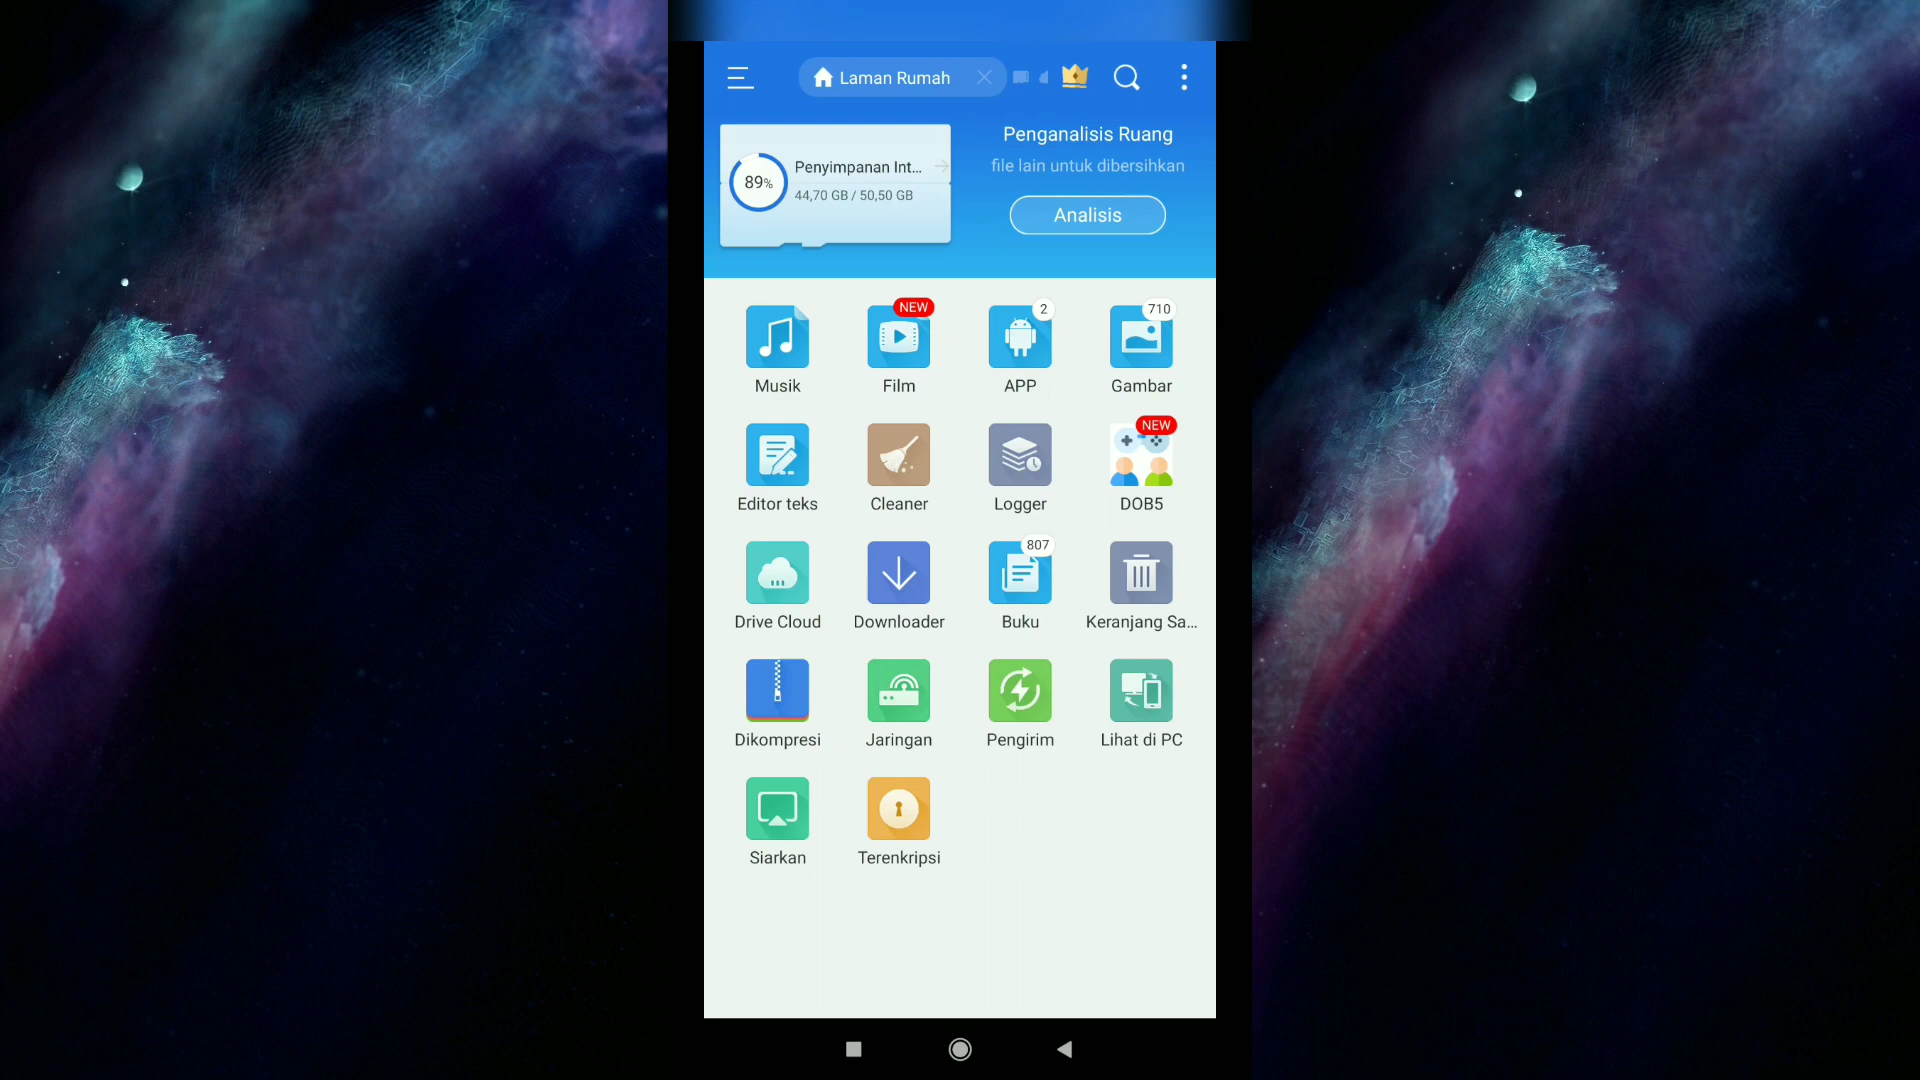 Laman Rumah
Penganalisis Ruang
file lain untuk dibersihkan
Analisis
89%
Penyimpanan Int...
44,70 GB / 50,50 GB
Musik
NEW
Film
2
APP
710
Gambar
Editor teks
Cleaner
Logger
NEW
DOB5
Drive Cloud
Downloader
807
Buku
Keranjang Sa...
Dikompresi
Jaringan
Pengirim
Lihat di PC
Siarkan
Terenkripsi